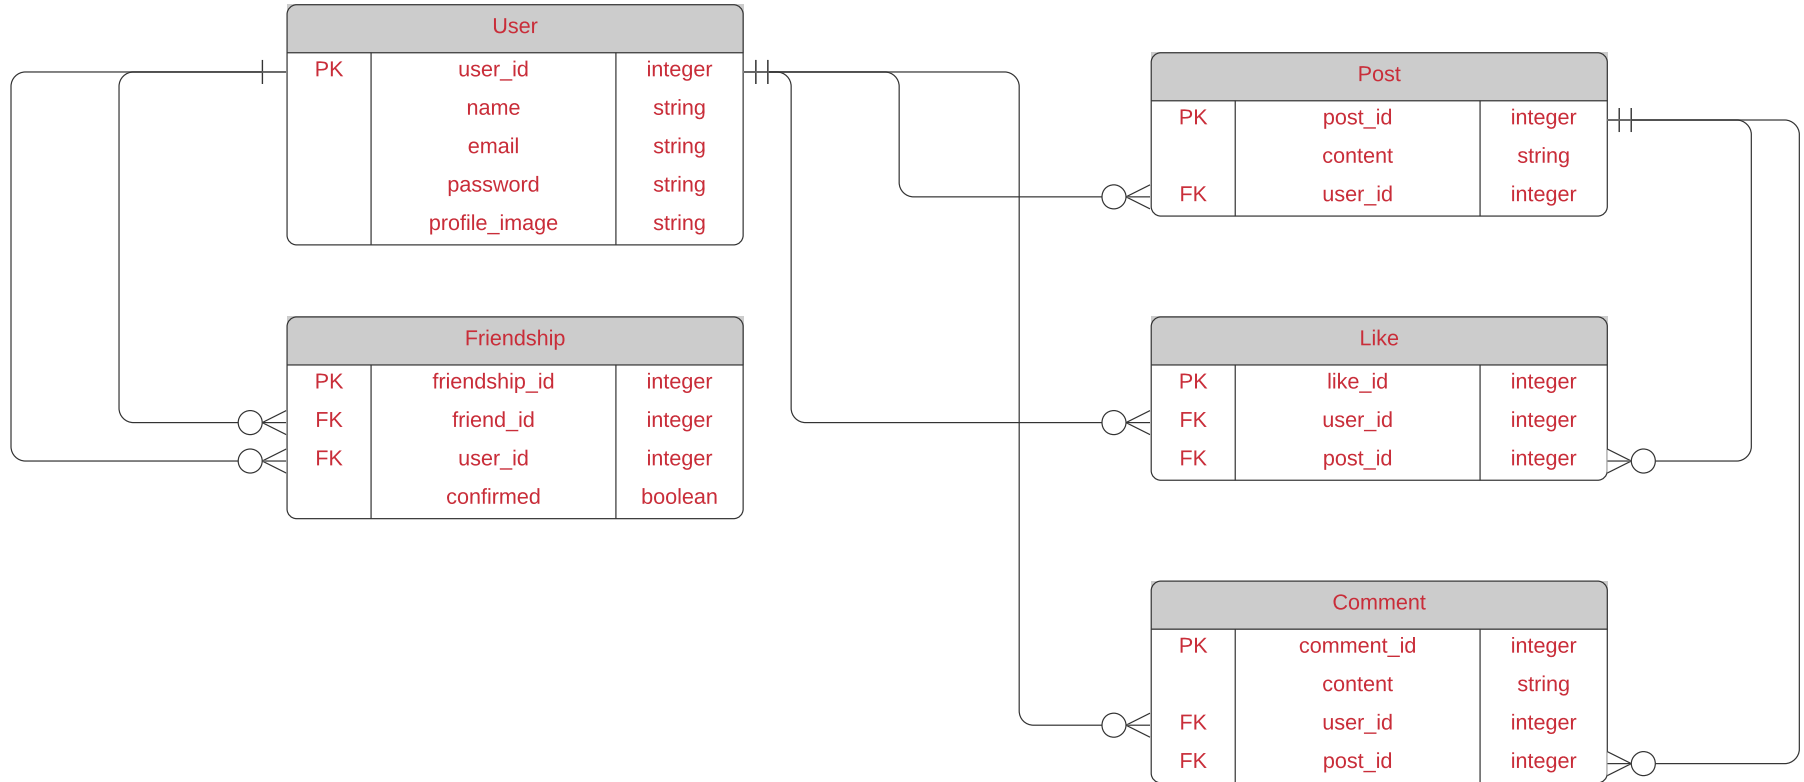 User
PK user_id integer
name string
email string
password string
profile_image string
Post
PK post_id integer
content string
FK user_id integer
Friendship
PK friendship_id integer
FK friend_id integer
FK user_id integer
confirmed boolean
Like
PK like_id integer
FK user_id integer
FK post_id integer
Comment
PK comment_id integer
content string
FK user_id integer
FK post_id integer